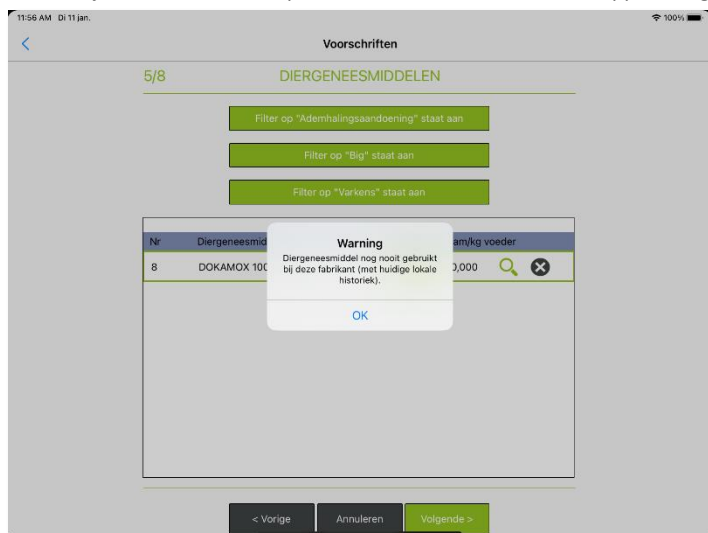 11:56 AM Di 11 jan.
100%
Voorschriften
5/8 DIERGENEESMIDDELEN
Filter op "Ademhalingsaandoening" staat aan
Filter op "Big" staat aan
Filter op "Varkens" staat aan
Nr Diergeneesmid am/kg voeder
8 DOKAMOX 100 0,000
Warning
Diergeneesmiddel nog nooit gebruikt
bij deze fabrikant (met huidige lokale
historiek).
OK
< Vorige Annuleren Volgende >